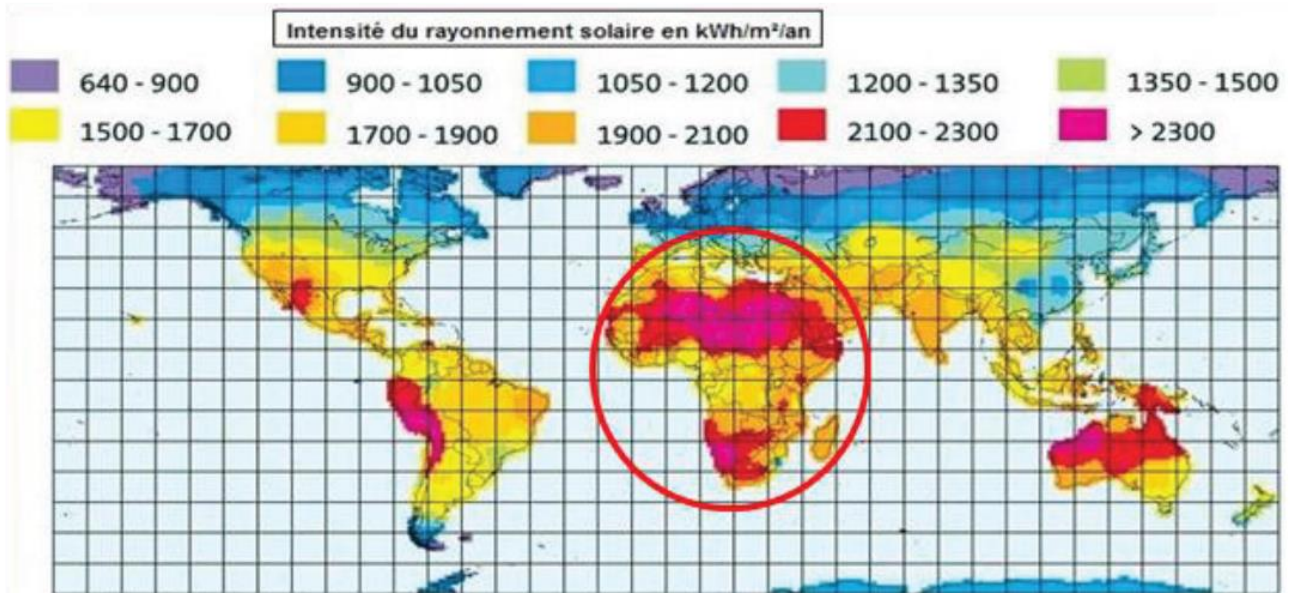 Intensité du rayonnement solaire en kWh/m²/an
640 - 900 900 - 1050 1050 - 1200 1200 - 1350 1350 - 1500
1500 - 1700 1700 - 1900 1900 - 2100 2100 - 2300 > 2300